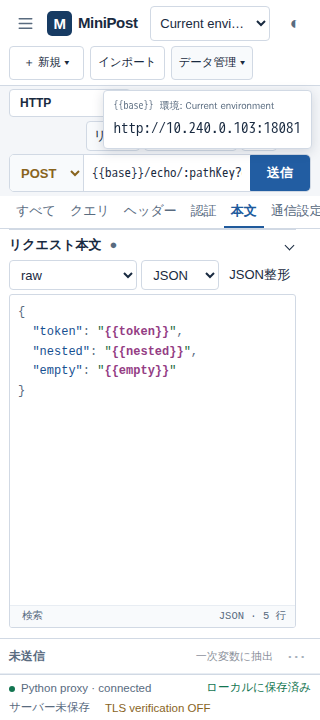 M MiniPost Current envi…
＋ 新規 ▾ インポート データ管理 ▾
HTTP
{{base}} 環境: Current environment
http://10.240.0.103:18081
POST {{base}}/echo/:pathKey? 送信
すべて クエリ ヘッダー 認証 本文 通信設定
リクエスト本文
raw JSON JSON整形
{
"token": "{{token}}",
"nested": "{{nested}}",
"empty": "{{empty}}"
}
検索 JSON · 5 行
未送信 一次変数に抽出 ···
Python proxy · connected ローカルに保存済み
サーバー未保存 TLS verification OFF